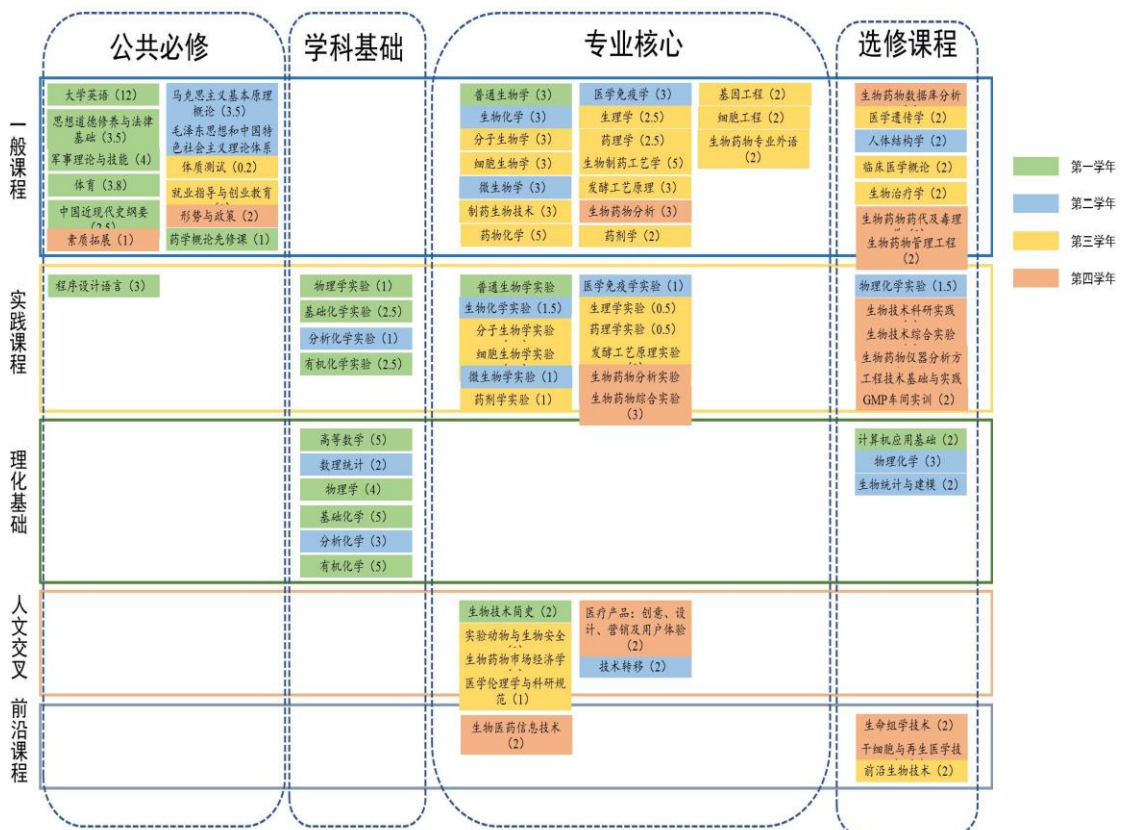 公共必修
学科基础
专业核心
选修课程
一般课程
大学英语 (12)
思想道德修养与法律
基础 (3.5)
军事理论与技能 (4)
体育 (3.8)
中国近现代史纲要
(2.5)
素质拓展 (1)
马克思主义基本原理
概论 (3.5)
毛泽东思想和中国特
色社会主义理论体系
体质测试 (0.2)
就业指导与创业教育
形势与政策 (2)
药学概论先修课 (1)
普通生物学 (3)
生物化学 (3)
分子生物学 (3)
细胞生物学 (3)
微生物学 (3)
制药生物技术 (3)
药物化学 (5)
医学免疫学 (3)
生理学 (2.5)
药理学 (2.5)
生物制药工艺学 (5)
发酵工艺原理 (3)
生物药物分析 (3)
药剂学 (2)
基因工程 (2)
细胞工程 (2)
生物药物专业外语
(2)
生物药物数据库分析
医学遗传学 (2)
人体结构学 (2)
临床医学概论 (2)
生物治疗学 (2)
生物药物药代及毒理
生物药物管理工程
(2)
第一学年
第二学年
第三学年
第四学年
实践课程
程序设计语言 (3)
物理学实验 (1)
基础化学实验 (2.5)
分析化学实验 (1)
有机化学实验 (2.5)
普通生物学实验
生物化学实验 (1.5)
分子生物学实验
细胞生物学实验
微生物学实验 (1)
药剂学实验 (1)
医学免疫学实验 (1)
生理学实验 (0.5)
药理学实验 (0.5)
发酵工艺原理实验
生物药物分析实验
生物药物综合实验
(3)
物理化学实验 (1.5)
生物技术科研实践
生物技术综合实验
生物药物仪器分析方
工程技术基础与实践
GMP车间实训 (2)
理化基础
高等数学 (5)
数理统计 (2)
物理学 (4)
基础化学 (5)
分析化学 (3)
有机化学 (5)
计算机应用基础 (2)
物理化学 (3)
生物统计与建模 (2)
人文交叉
生物技术简史 (2)
实验动物与生物安全
生物药物市场经济学
医学伦理学与科研规
范 (1)
医疗产品：创意、设
计、营销及用户体验
(2)
技术转移 (2)
前沿课程
生物医药信息技术
(2)
生命组学技术 (2)
干细胞与再生医学技
前沿生物技术 (2)